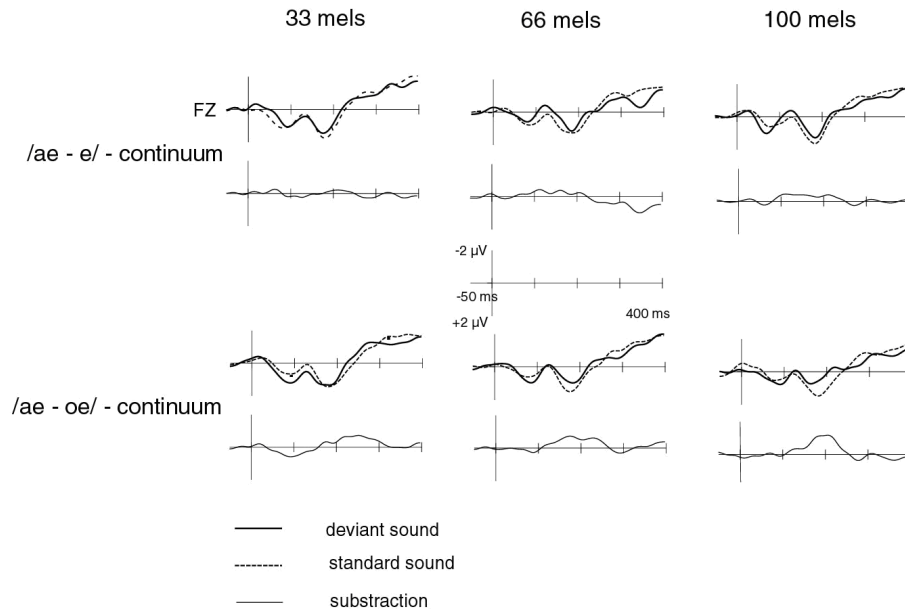 33 mels 66 mels 100 mels
FZ
/ae - e/ - continuum
-2 µV
-50 ms
400 ms
+2 µV
/ae - oe/ - continuum
deviant sound
standard sound
substraction